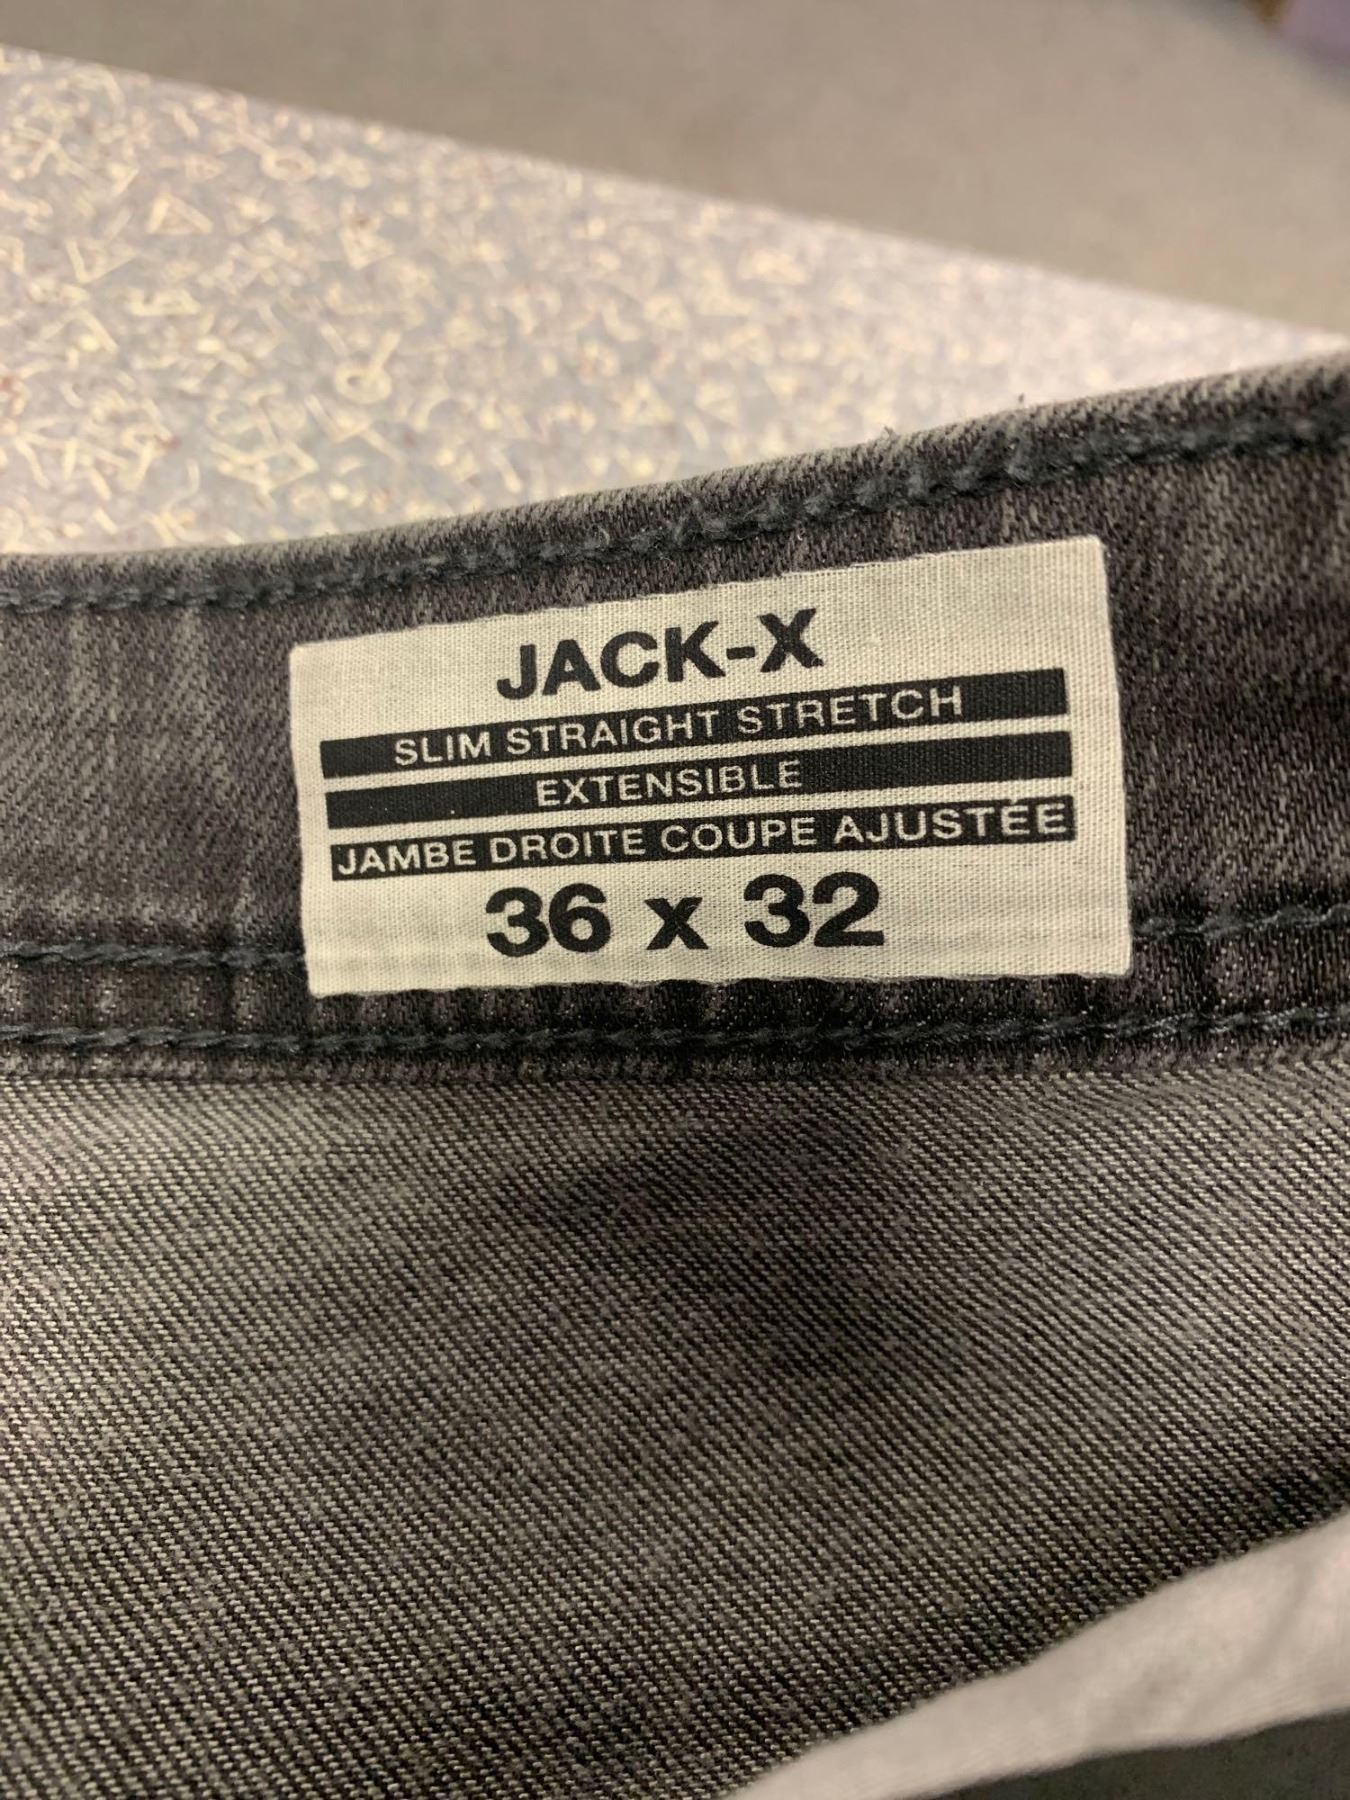 JACK-X
SLIM STRAIGHT STRETCH
EXTENSIBLE
JAMBE DROITE COUPE AJUSTÉE
36 x 32